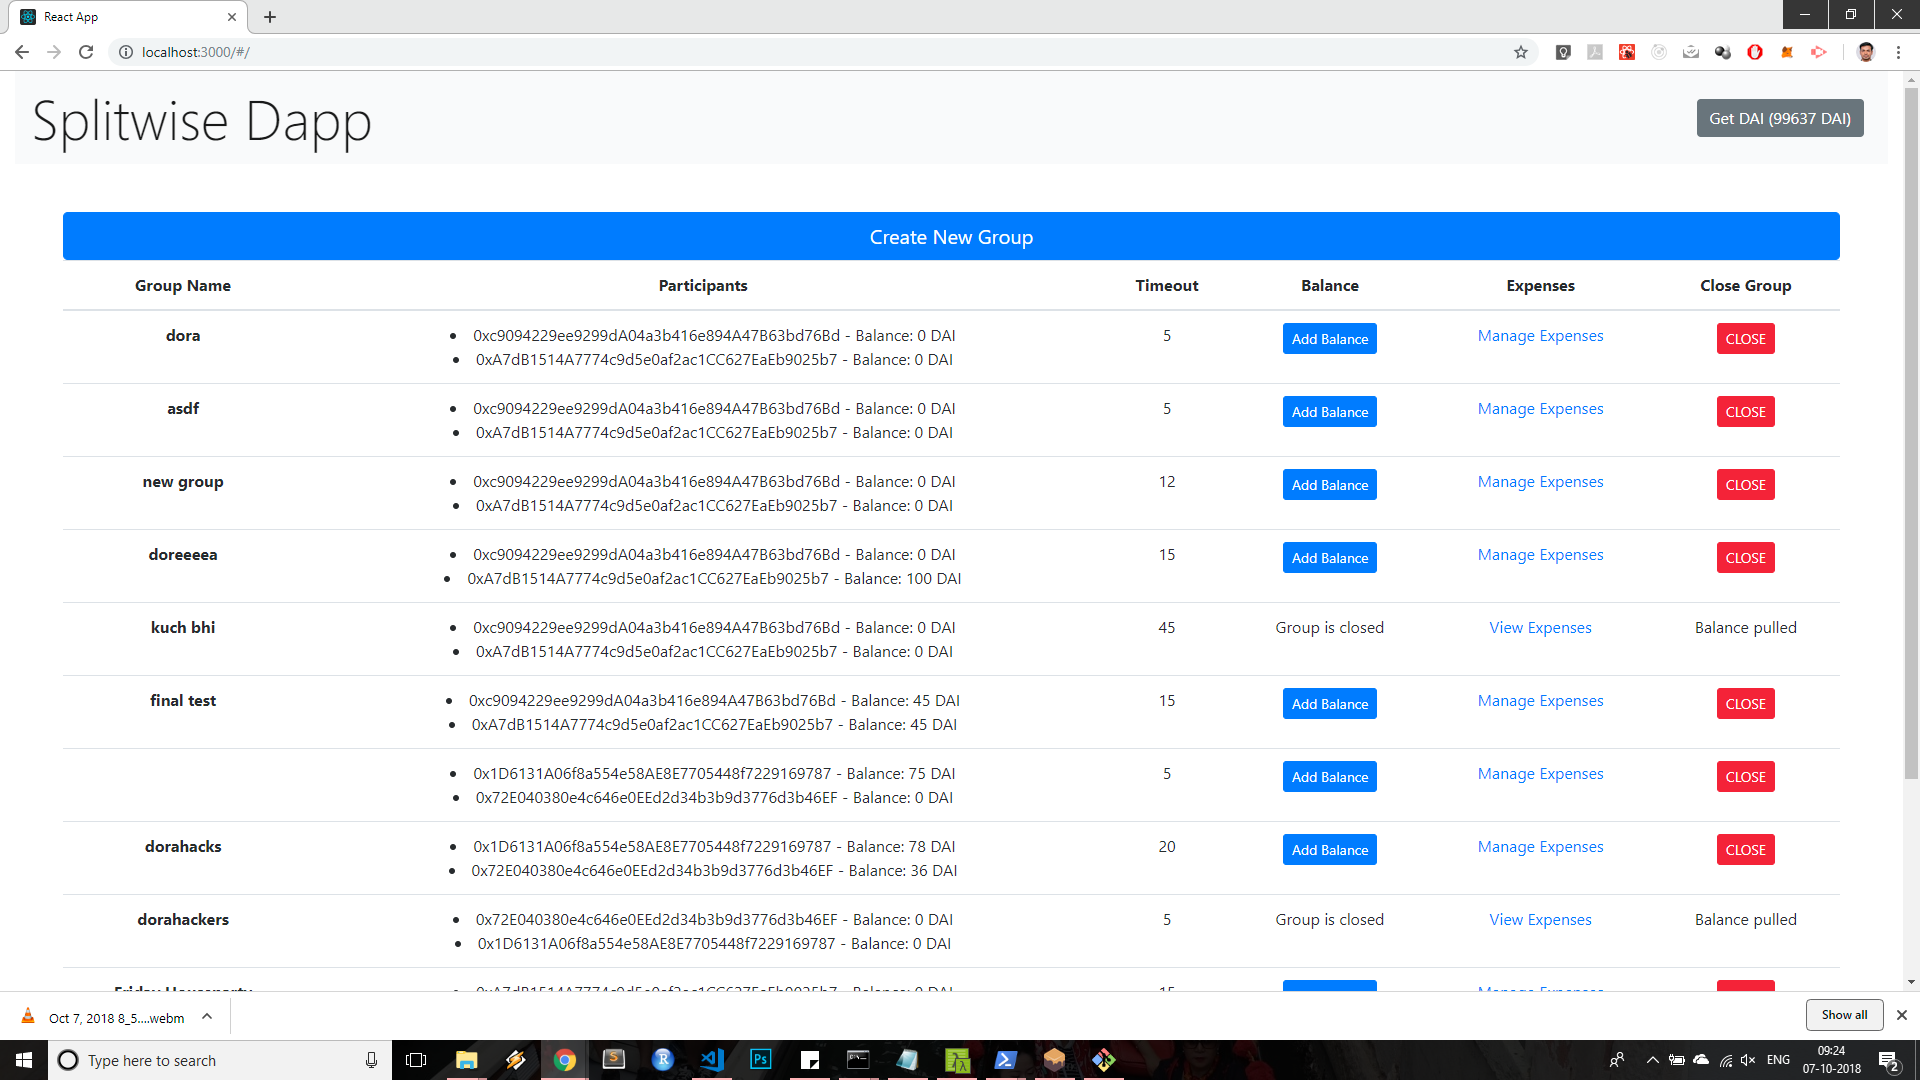 React App
localhost:3000/#/
Splitwise Dapp
Get DAI (99637 DAI)
Create New Group
Group Name Participants Timeout Balance Expenses Close Group
dora 0xc9094229ee9299dA04a3b416e894A47B63bd76Bd - Balance: 0 DAI 5 Add Balance Manage Expenses CLOSE
0xA7dB1514A7774c9d5e0af2ac1CC627EaEb9025b7 - Balance: 0 DAI
asdf 0xc9094229ee9299dA04a3b416e894A47B63bd76Bd - Balance: 0 DAI 5 Add Balance Manage Expenses CLOSE
0xA7dB1514A7774c9d5e0af2ac1CC627EaEb9025b7 - Balance: 0 DAI
new group 0xc9094229ee9299dA04a3b416e894A47B63bd76Bd - Balance: 0 DAI 12 Add Balance Manage Expenses CLOSE
0xA7dB1514A7774c9d5e0af2ac1CC627EaEb9025b7 - Balance: 0 DAI
doreeeea 0xc9094229ee9299dA04a3b416e894A47B63bd76Bd - Balance: 0 DAI 15 Add Balance Manage Expenses CLOSE
0xA7dB1514A7774c9d5e0af2ac1CC627EaEb9025b7 - Balance: 100 DAI
kuch bhi 0xc9094229ee9299dA04a3b416e894A47B63bd76Bd - Balance: 0 DAI 45 Group is closed View Expenses Balance pulled
0xA7dB1514A7774c9d5e0af2ac1CC627EaEb9025b7 - Balance: 0 DAI
final test 0xc9094229ee9299dA04a3b416e894A47B63bd76Bd - Balance: 45 DAI 15 Add Balance Manage Expenses CLOSE
0xA7dB1514A7774c9d5e0af2ac1CC627EaEb9025b7 - Balance: 45 DAI
0x1D6131A06f8a554e58AE8E7705448f7229169787 - Balance: 75 DAI 5 Add Balance Manage Expenses CLOSE
0x72E040380e4c646e0EEd2d34b3b9d3776d3b46EF - Balance: 0 DAI
dorahacks 0x1D6131A06f8a554e58AE8E7705448f7229169787 - Balance: 78 DAI 20 Add Balance Manage Expenses CLOSE
0x72E040380e4c646e0EEd2d34b3b9d3776d3b46EF - Balance: 36 DAI
dorahackers 0x72E040380e4c646e0EEd2d34b3b9d3776d3b46EF - Balance: 0 DAI 5 Group is closed View Expenses Balance pulled
0x1D6131A06f8a554e58AE8E7705448f7229169787 - Balance: 0 DAI
Oct 7, 2018 8_5....webm Show all
Type here to search
Ps
ENG
09:24
07-10-2018
2